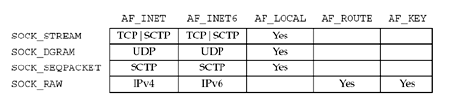 AF_INET AF_INET6 AF_LOCAL AF_ROUTE AF_KEY
SOCK_STREAM TCP|SCTP TCP|SCTP Yes
SOCK_DGRAM UDP UDP Yes
SOCK_SEQPACKET SCTP SCTP Yes
SOCK_RAW IPv4 IPv6 Yes Yes